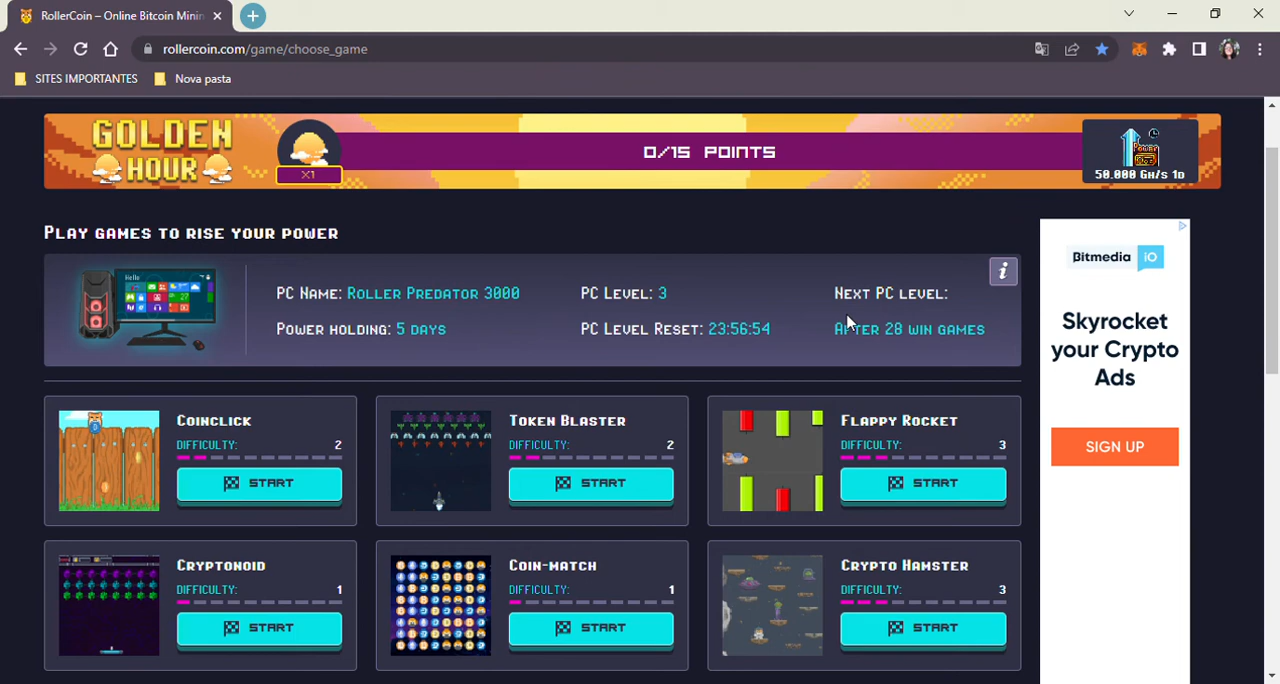 RollerCoin – Online Bitcoin Minin
rollercoin.com/game/choose_game
SITES IMPORTANTES
Nova pasta
GOLDEN HOUR
X1
0/15 POINTS
POWER
50.000 GH/S 1D
PLAY GAMES TO RISE YOUR POWER
Hello
PC NAME: ROLLER PREDATOR 3000
PC LEVEL: 3
NEXT PC LEVEL:
POWER HOLDING: 5 DAYS
PC LEVEL RESET: 23:56:54
AFTER 28 WIN GAMES
i
Bitmedia IO
Skyrocket
your Crypto
Ads
SIGN UP
COINCLICK
DIFFICULTY: 2
START
TOKEN BLASTER
DIFFICULTY: 2
START
FLAPPY ROCKET
DIFFICULTY: 3
START
CRYPTONOID
DIFFICULTY: 1
START
COIN-MATCH
DIFFICULTY: 1
START
CRYPTO HAMSTER
DIFFICULTY: 3
START